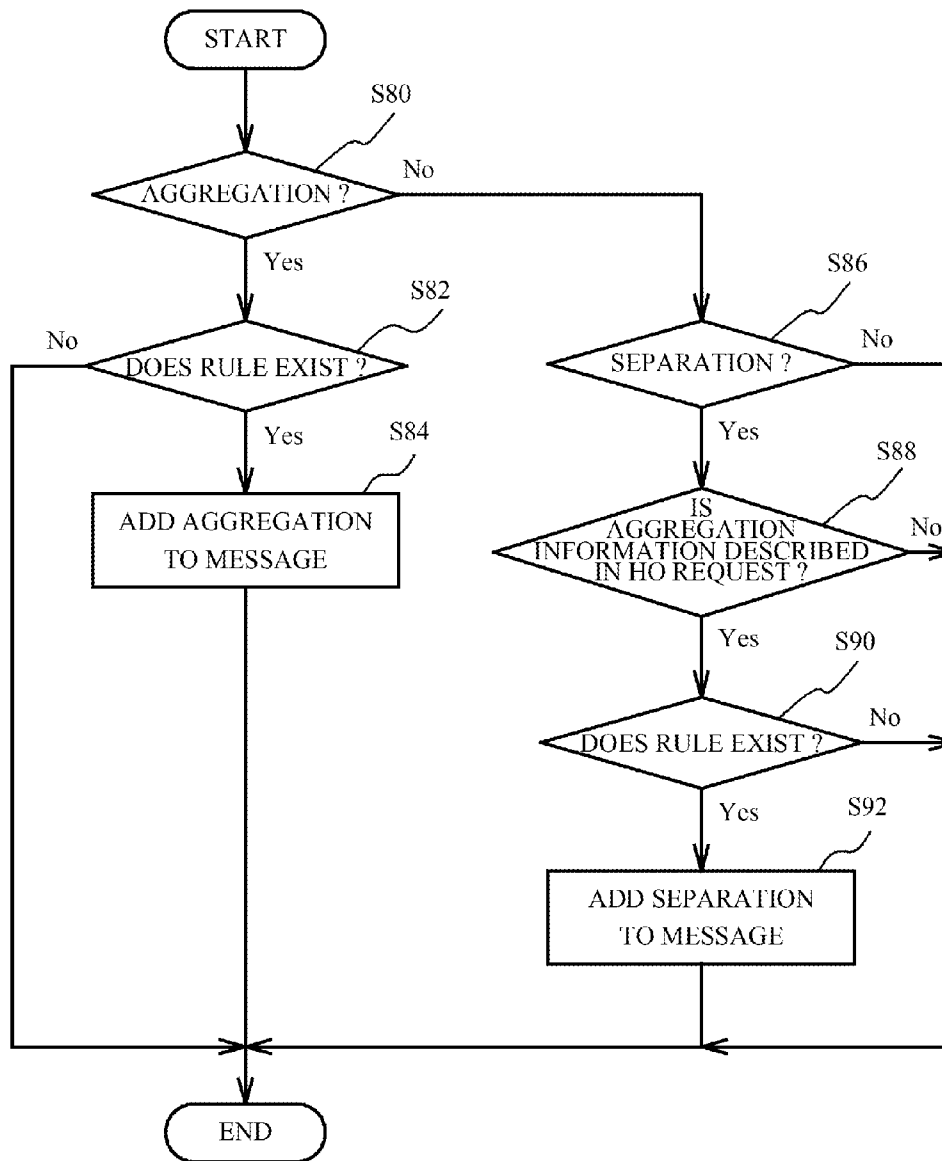 START
S80
AGGREGATION ?
No
Yes
S82
No
DOES RULE EXIST ?
Yes
S84
ADD AGGREGATION
TO MESSAGE
S86
SEPARATION ?
No
Yes
S88
IS
AGGREGATION
INFORMATION DESCRIBED
IN HO REQUEST ?
No
Yes
S90
DOES RULE EXIST ?
No
Yes
S92
ADD SEPARATION
TO MESSAGE
END